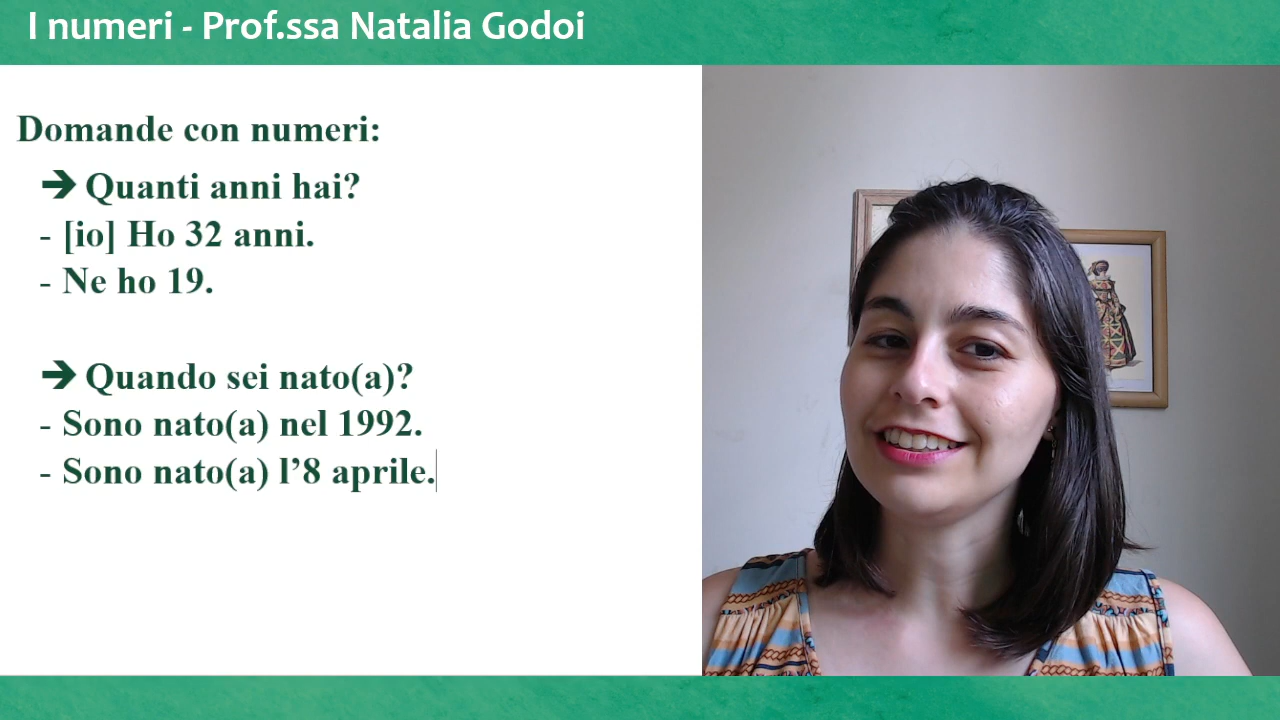 I numeri - Prof.ssa Natalia Godoi
Domande con numeri:
➔ Quanti anni hai?
- [io] Ho 32 anni.
- Ne ho 19.
➔ Quando sei nato(a)?
- Sono nato(a) nel 1992.
- Sono nato(a) l’8 aprile.